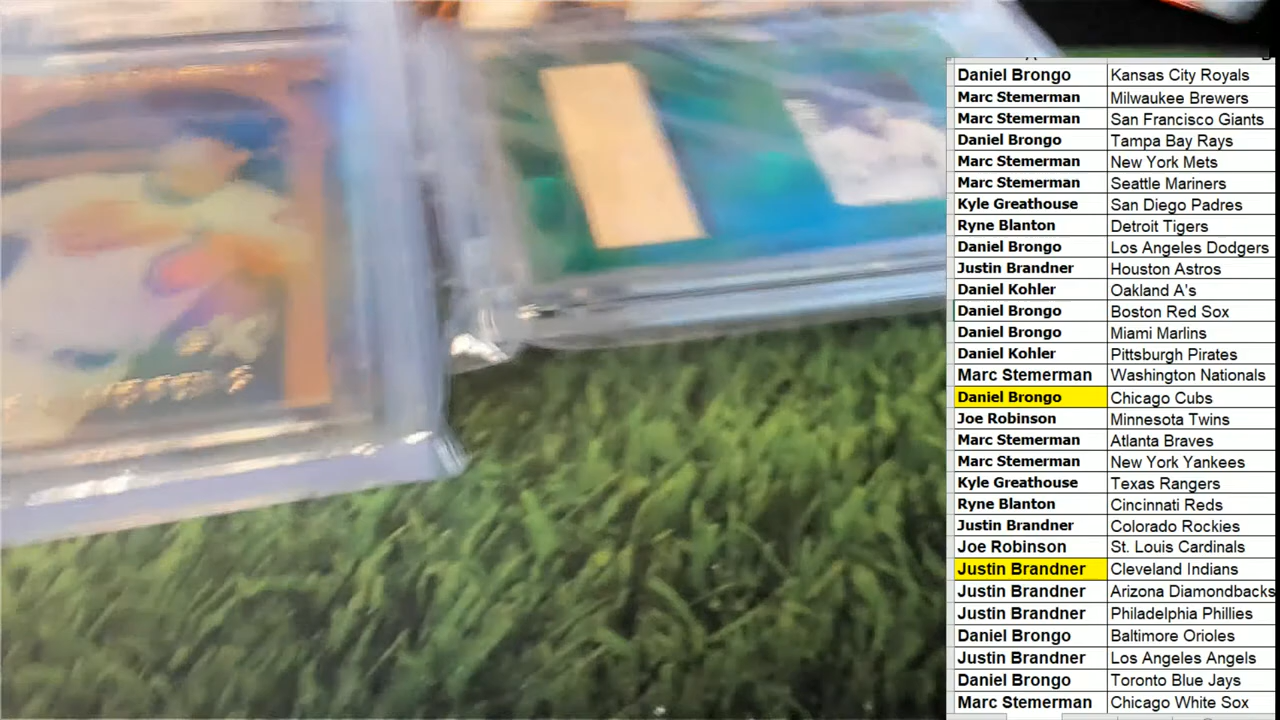 Daniel Brongo Kansas City Royals
Marc Stemerman Milwaukee Brewers
Marc Stemerman San Francisco Giants
Daniel Brongo Tampa Bay Rays
Marc Stemerman New York Mets
Marc Stemerman Seattle Mariners
Kyle Greathouse San Diego Padres
Ryne Blanton Detroit Tigers
Daniel Brongo Los Angeles Dodgers
Justin Brandner Houston Astros
Daniel Kohler Oakland A's
Daniel Brongo Boston Red Sox
Daniel Brongo Miami Marlins
Daniel Kohler Pittsburgh Pirates
Marc Stemerman Washington Nationals
Daniel Brongo Chicago Cubs
Joe Robinson Minnesota Twins
Marc Stemerman Atlanta Braves
Marc Stemerman New York Yankees
Kyle Greathouse Texas Rangers
Ryne Blanton Cincinnati Reds
Justin Brandner Colorado Rockies
Joe Robinson St. Louis Cardinals
Justin Brandner Cleveland Indians
Justin Brandner Arizona Diamondbacks
Justin Brandner Philadelphia Phillies
Daniel Brongo Baltimore Orioles
Justin Brandner Los Angeles Angels
Daniel Brongo Toronto Blue Jays
Marc Stemerman Chicago White Sox